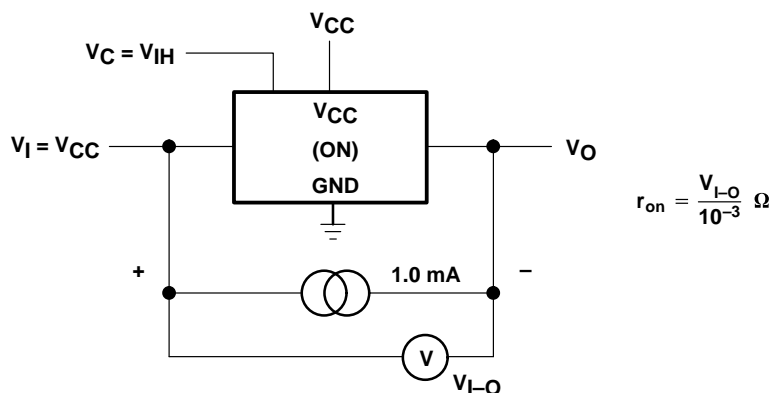 VCC
VC = VIH
VCC
VI = VCC
(ON)
VO
GND
ron = VI–O / 10–3 Ω
+
1.0 mA
–
V
VI–O